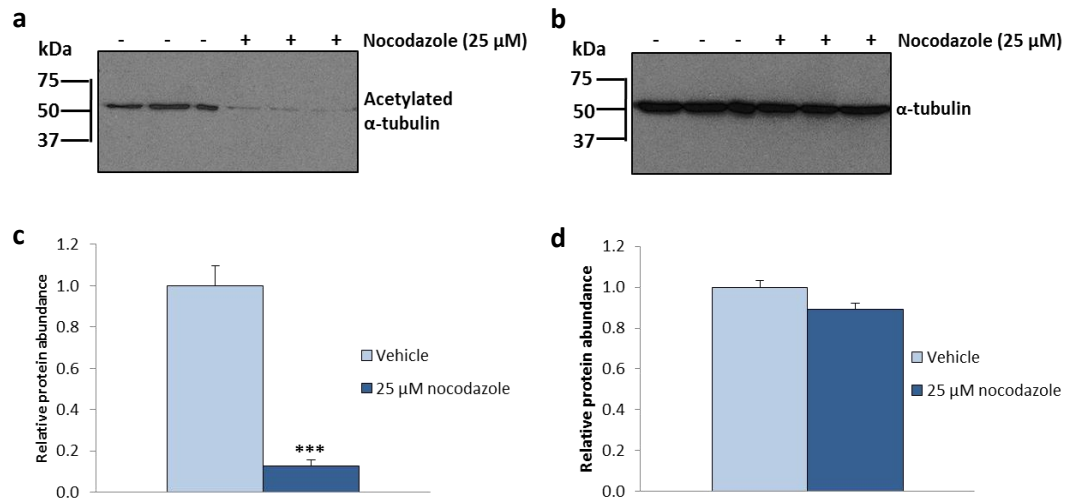 a
- - - + + + Nocodazole (25 µM)
kDa
75
50
37
Acetylated
α-tubulin
b
- - - + + + Nocodazole (25 µM)
kDa
75
50
37
α-tubulin
c
Relative protein abundance
1.2
1.0
0.8
0.6
0.4
0.2
0.0
***
Vehicle
25 µM nocodazole
d
Relative protein abundance
1.2
1.0
0.8
0.6
0.4
0.2
0.0
Vehicle
25 µM nocodazole